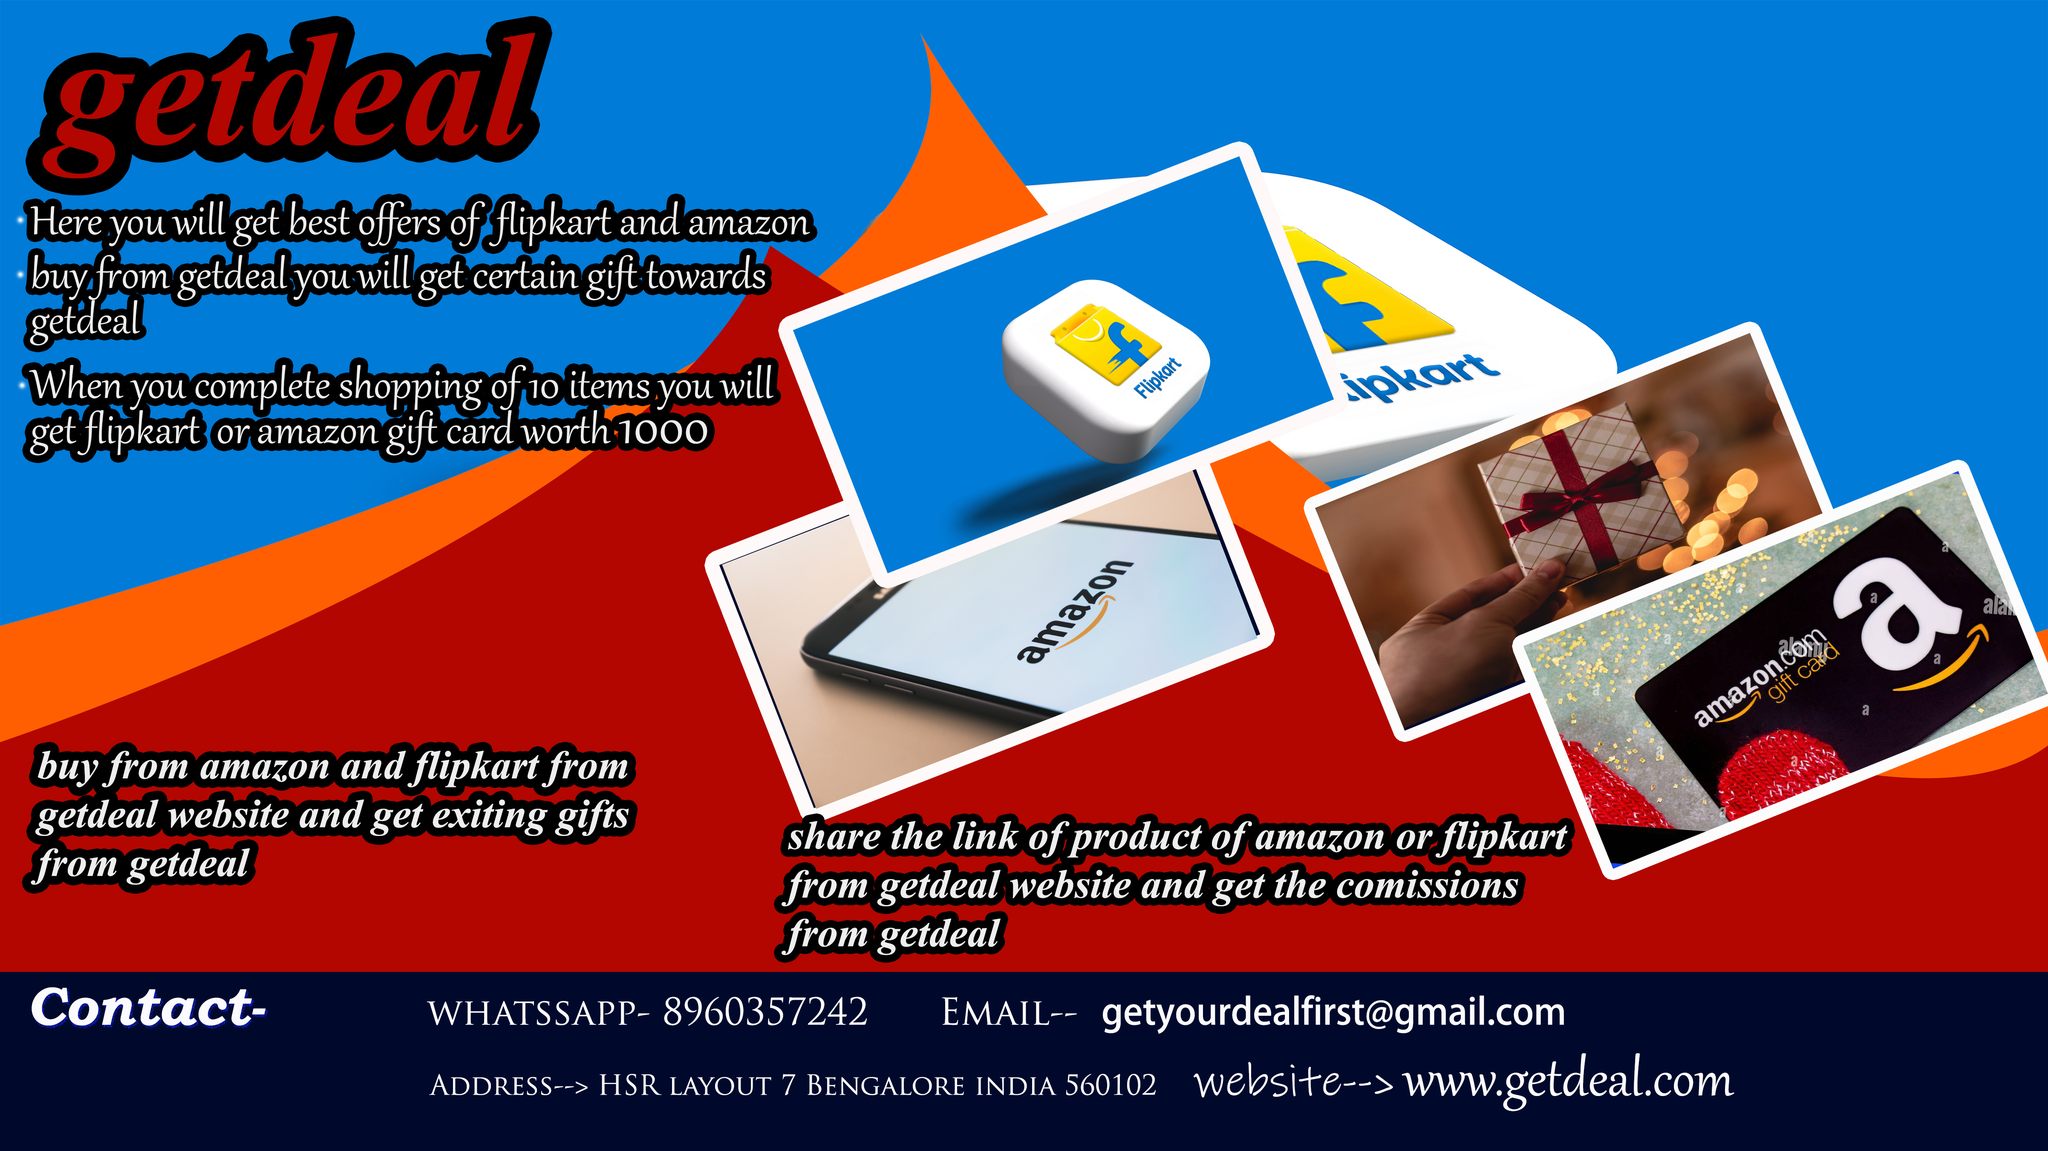 getdeal
Here you will get best offers of flipkart and amazon
buy from getdeal you will get certain gift towards
getdeal
When you complete shopping of 10 items you will
get flipkart or amazon gift card worth 1000
Flipkart
lipkart
amazon
amazon.com
gift card
a
alamy
buy from amazon and flipkart from
getdeal website and get exiting gifts
from getdeal
share the link of product of amazon or flipkart
from getdeal website and get the comissions
from getdeal
Contact-
WHATSSAPP- 8960357242 EMAIL-- getyourdealfirst@gmail.com
ADDRESS--> HSR LAYOUT 7 BENGALORE INDIA 560102 website--> www.getdeal.com